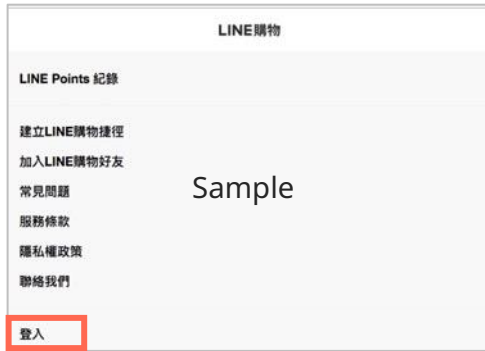 LINE購物
LINE Points 紀錄
建立LINE購物捷徑
加入LINE購物好友
常見問題
Sample
服務條款
隱私權政策
聯絡我們
登入